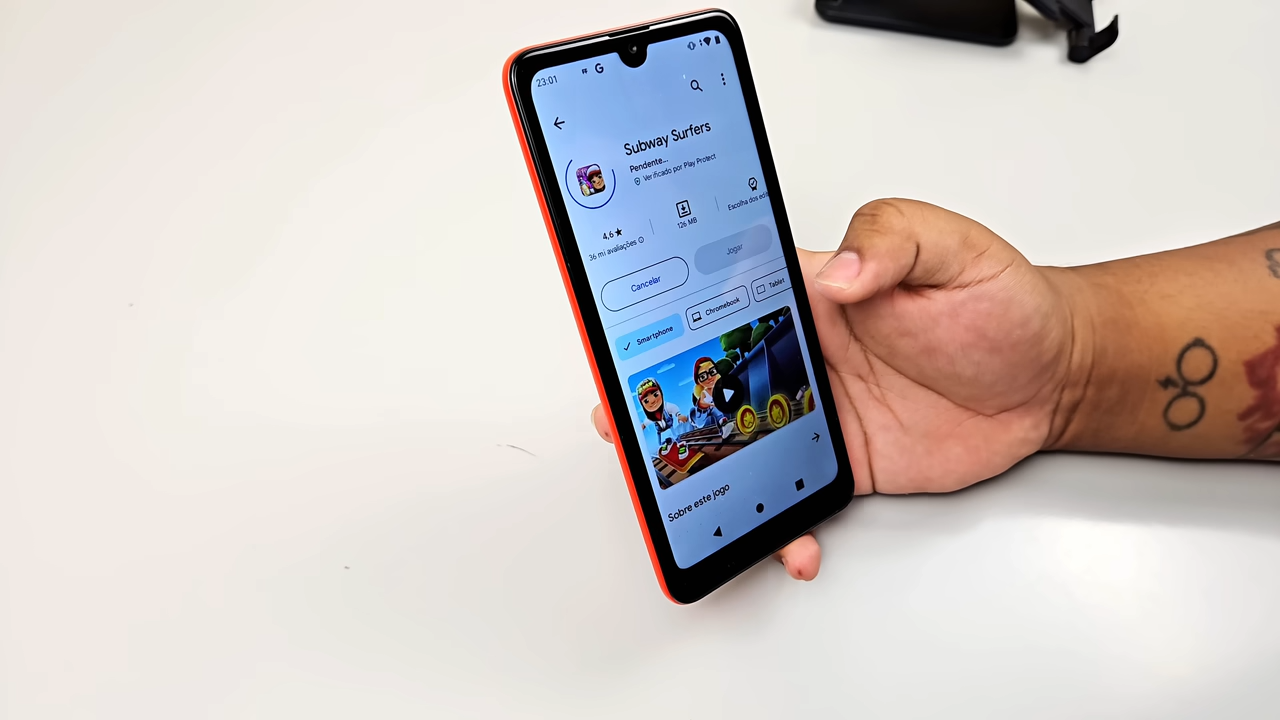 23:01
Subway Surfers
Pendente...
Verificado por Play Protect
4,6★
36 mi avaliações
126 MB
Escolha dos edit
Cancelar
Jogar
Smartphone
Chromebook
Tablet
Sobre este jogo